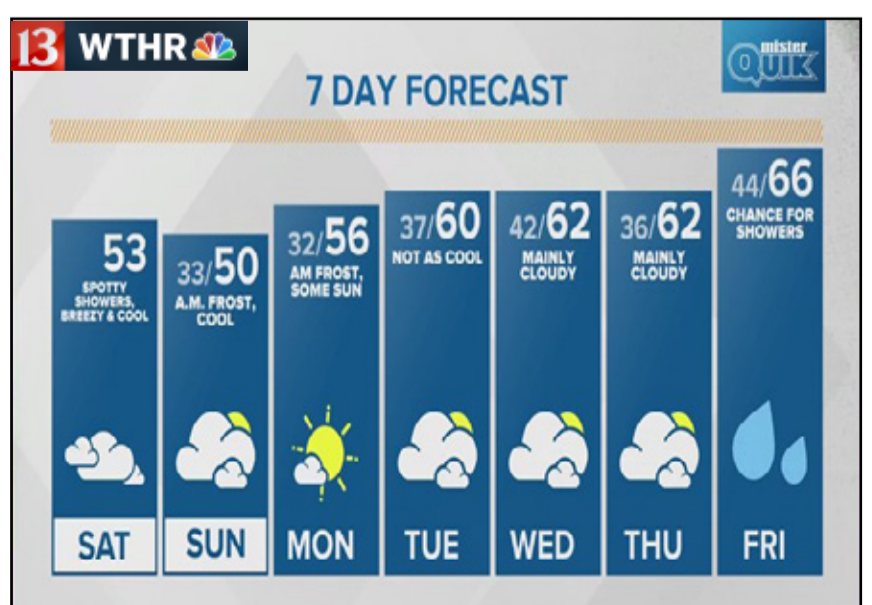 13 WTHR
mister
QUIK
7 DAY FORECAST
53
SPOTTY
SHOWERS,
BREEZY & COOL
SAT
33/50
A.M. FROST,
COOL
SUN
32/56
AM FROST,
SOME SUN
MON
37/60
NOT AS COOL
TUE
42/62
MAINLY
CLOUDY
WED
36/62
MAINLY
CLOUDY
THU
44/66
CHANCE FOR
SHOWERS
FRI